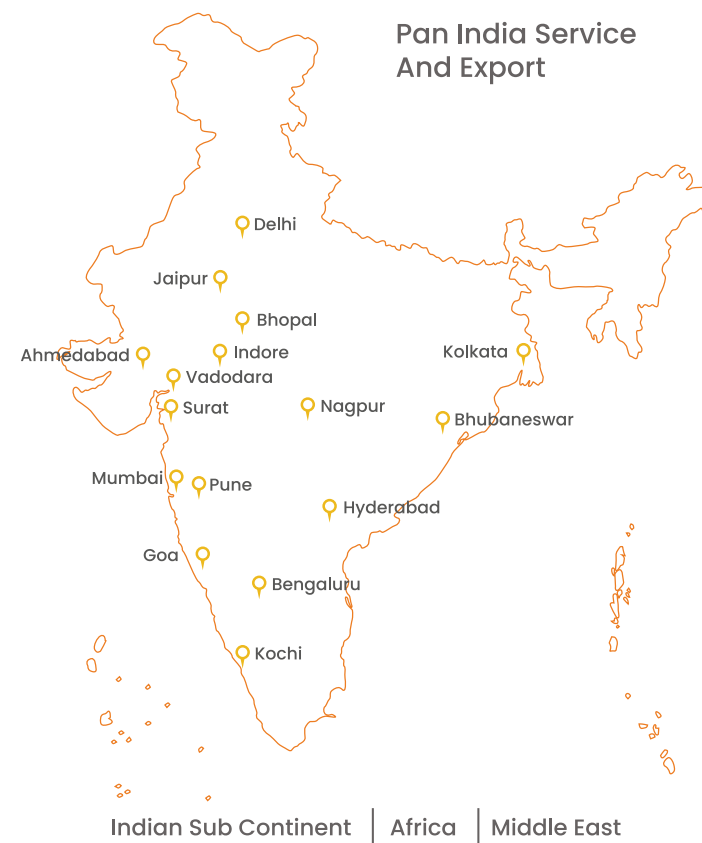 Pan India Service
And Export
Delhi
Jaipur
Bhopal
Ahmedabad
Indore
Kolkata
Vadodara
Surat
Nagpur
Bhubaneswar
Mumbai
Pune
Hyderabad
Goa
Bengaluru
Kochi
Indian Sub Continent | Africa | Middle East